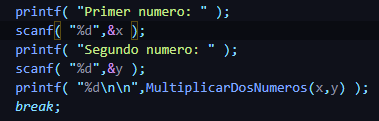 printf( "Primer numero: " );
scanf( "%d",&x );
printf( "Segundo numero: " );
scanf( "%d",&y );
printf( "%d\n\n",MultiplicarDosNumeros(x,y) );
break;